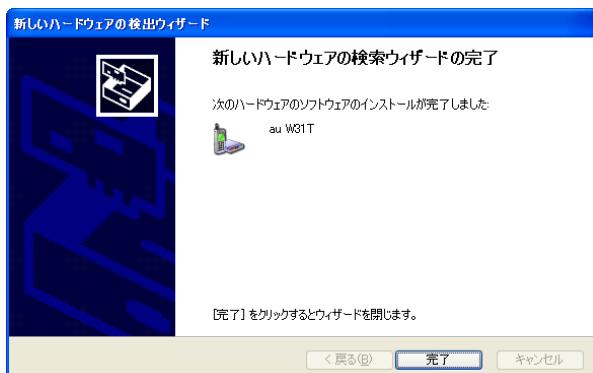 新しいハードウェアの検出ウィザード
新しいハードウェアの検索ウィザードの完了
次のハードウェアのソフトウェアのインストールが完了しました:
au W31T
[完了] をクリックするとウィザードを閉じます。
< 戻る(B)
完了
キャンセル